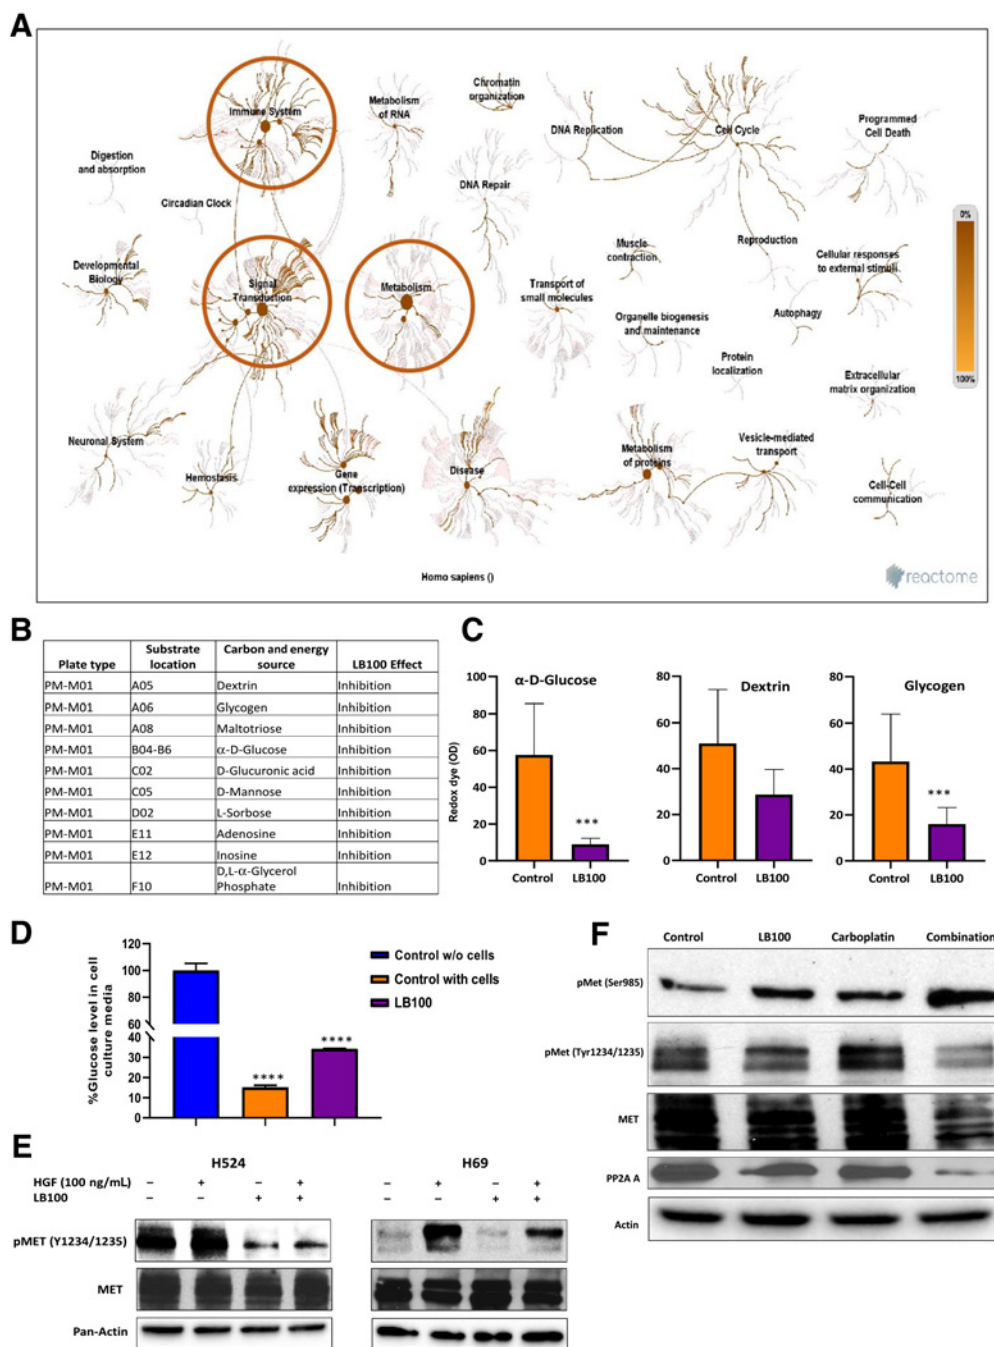 A
Immune System
Metabolism
of RNA
Chromatin
organization
DNA Replication
Cell Cycle
Programmed
Cell Death
Digestion
and absorption
Circadian Clock
DNA Repair
0%
Developmental
Biology
Signal
Transduction
Metabolism
Transport of
small molecules
Muscle
contraction
Reproduction
Cellular responses
to external stimuli
Organelle biogenesis
and maintenance
Autophagy
Protein
localization
Extracellular
matrix organization
100%
Neuronal System
Hemostasis
Gene
expression (Transcription)
Disease
Metabolism
of proteins
Vesicle-mediated
transport
Cell-Cell
communication
Homo sapiens ()
reactome
B
Plate type Substrate location Carbon and energy source LB100 Effect
PM-M01 A05 Dextrin Inhibition
PM-M01 A06 Glycogen Inhibition
PM-M01 A08 Maltotriose Inhibition
PM-M01 B04-B6 α-D-Glucose Inhibition
PM-M01 C02 D-Glucuronic acid Inhibition
PM-M01 C05 D-Mannose Inhibition
PM-M01 D02 L-Sorbose Inhibition
PM-M01 E11 Adenosine Inhibition
PM-M01 E12 Inosine Inhibition
PM-M01 F10 D,L-α-Glycerol Phosphate Inhibition
C
α-D-Glucose
Redox dye (OD)
100
80
60
40
20
0
***
Control LB100
Dextrin
80
60
40
20
0
Control LB100
Glycogen
80
60
40
20
0
***
Control LB100
D
%Glucose level in cell
culture media
120
100
80
60
40
30
20
10
0
****
****
Control w/o cells
Control with cells
LB100
E
H524 H69
HGF (100 ng/mL) – + – + – + – +
LB100 – – + + – – + +
pMET (Y1234/1235)
MET
Pan-Actin
F
Control LB100 Carboplatin Combination
pMet (Ser985)
pMet (Tyr1234/1235)
MET
PP2A A
Actin